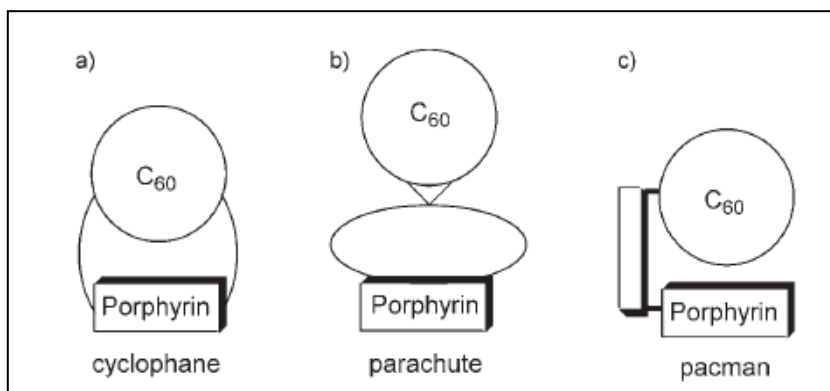 a)
b)
c)
C60
C60
C60
Porphyrin
Porphyrin
Porphyrin
cyclophane
parachute
pacman